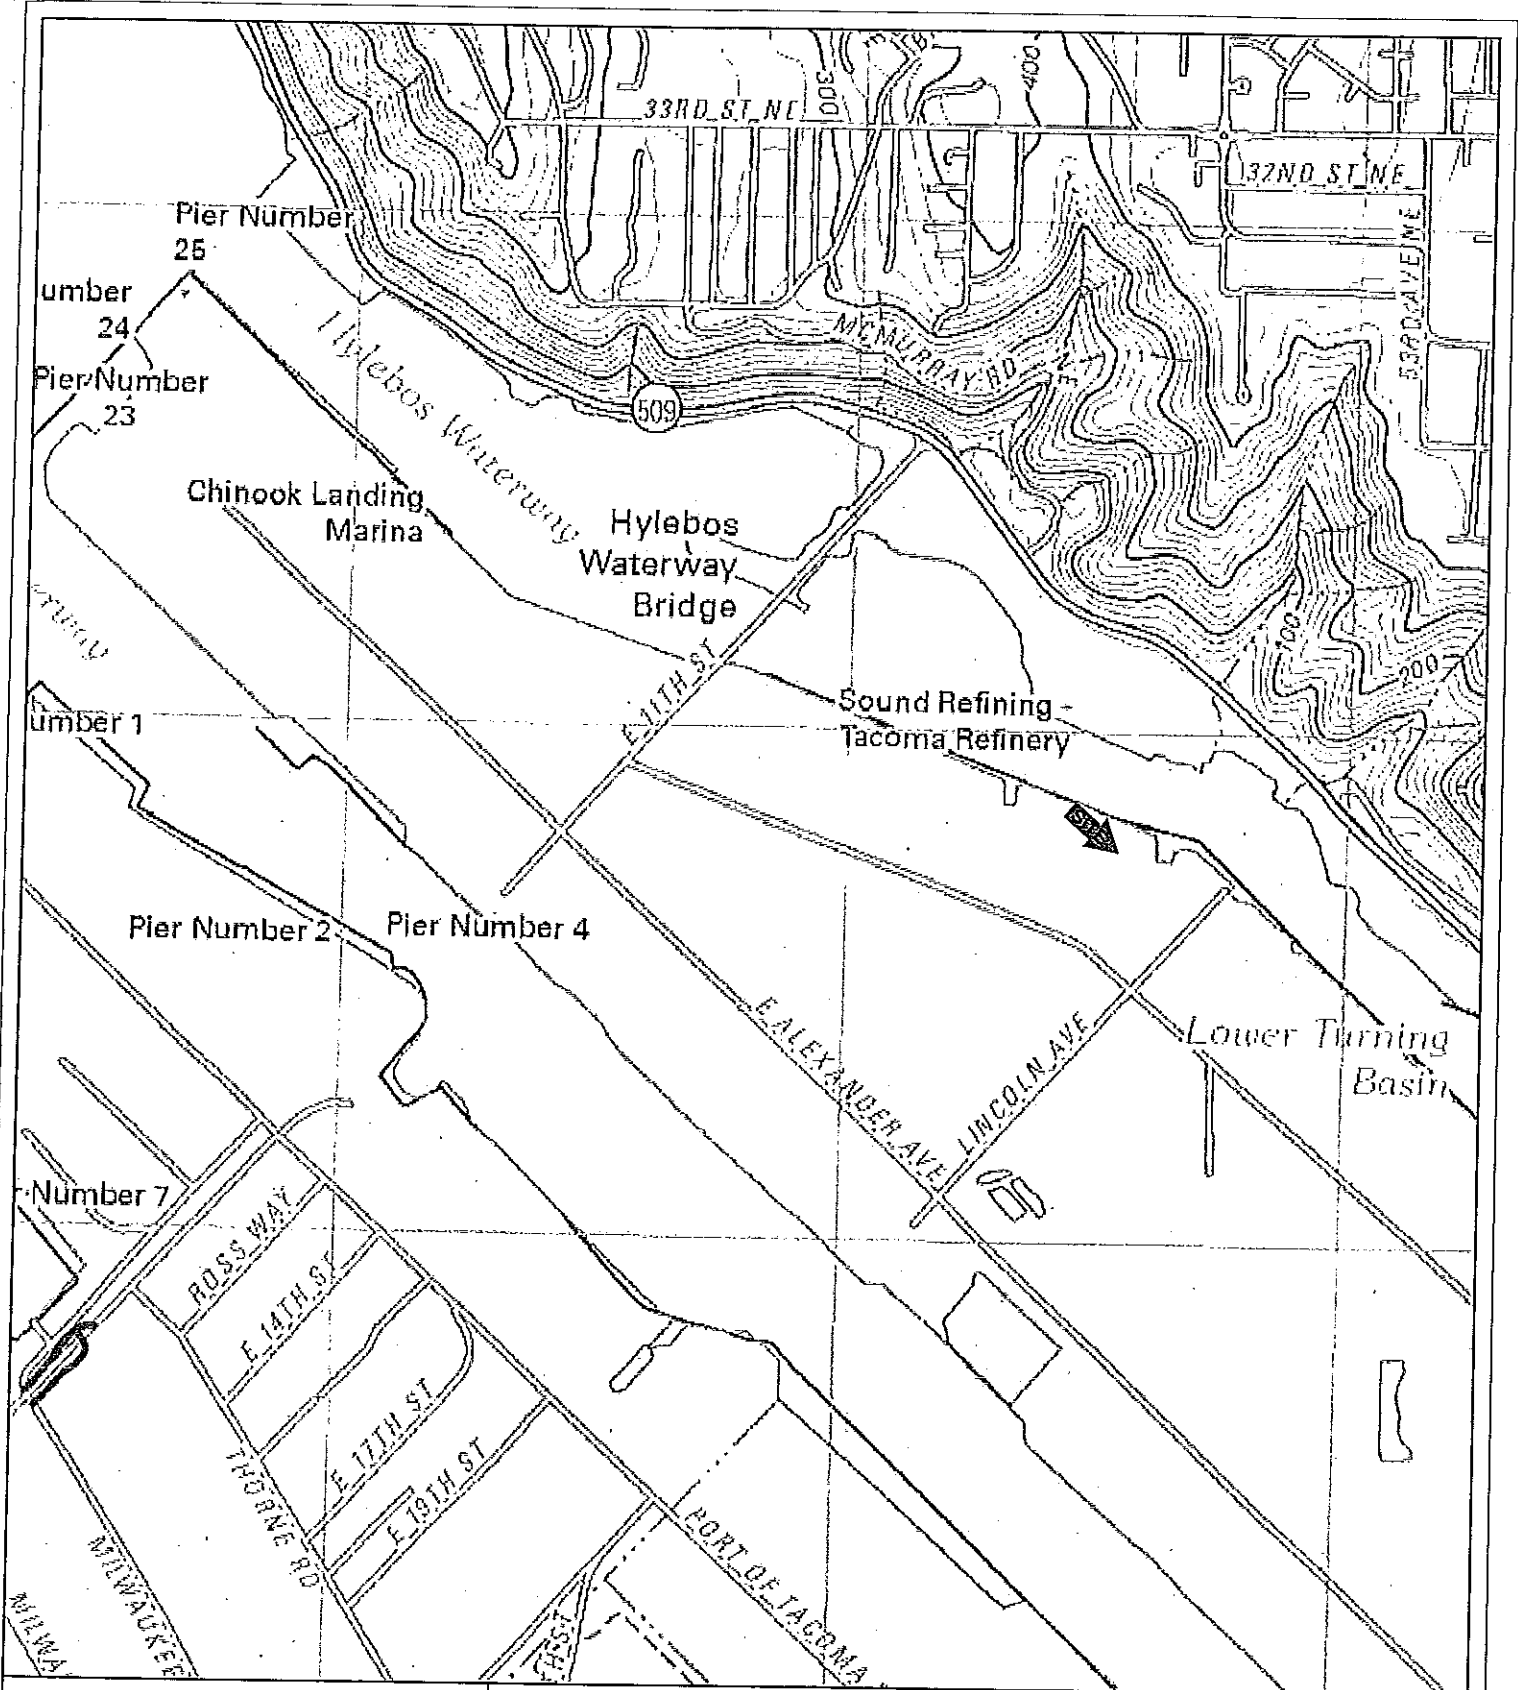 33RD ST NE
300
400
32ND ST NE
53RD AVE NE
Pier Number
25
umber
24
Pier Number
23
Hylebos Waterway
MCMURRAY RD
NE
509
Chinook Landing
Marina
Hylebos
Waterway
Bridge
erway
E 11TH ST
100
200
Sound Refining -
Tacoma Refinery
umber 1
SITE
Pier Number 2
Pier Number 4
E ALEXANDER AVE
LINCOLN AVE
Lower Turning
Basin
Number 7
ROSS WAY
E 14TH ST
E 17TH ST
E 19TH ST
THORNE RD
PORT OF TACOMA
MILWAUKEE
MILWA